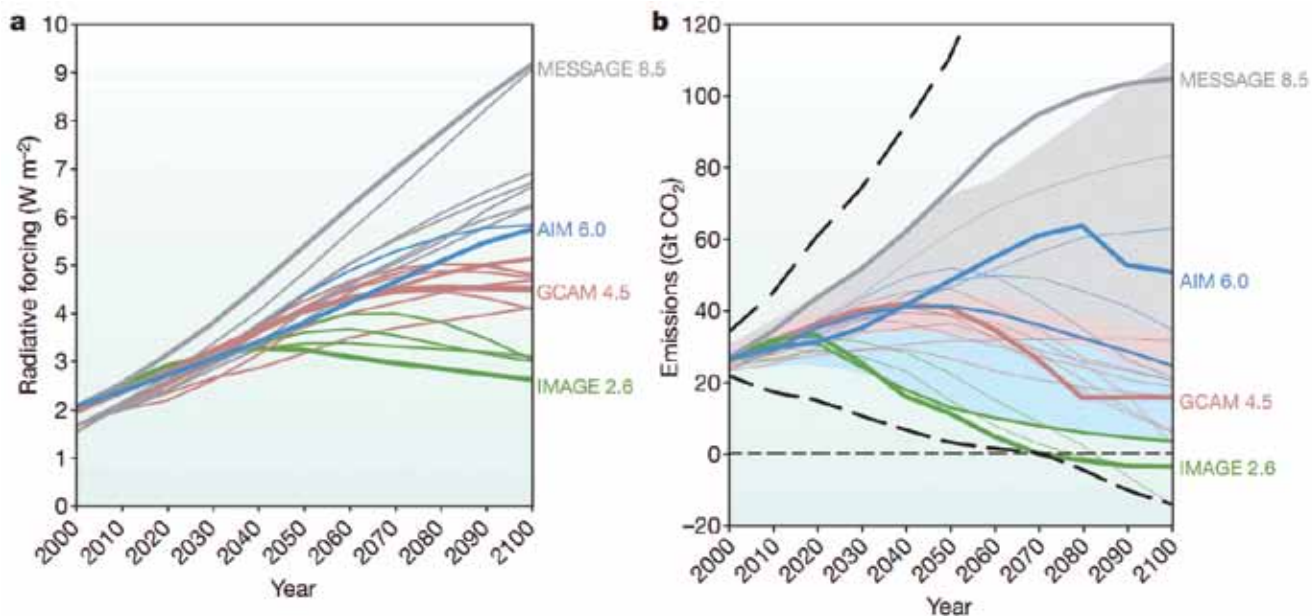 a
Radiative forcing (W m⁻²)
10
9
8
7
6
5
4
3
2
1
0
MESSAGE 8.5
AIM 6.0
GCAM 4.5
IMAGE 2.6
2000
2010
2020
2030
2040
2050
2060
2070
2080
2090
2100
Year
b
Emissions (Gt CO₂)
120
100
80
60
40
20
0
−20
MESSAGE 8.5
AIM 6.0
GCAM 4.5
IMAGE 2.6
2000
2010
2020
2030
2040
2050
2060
2070
2080
2090
2100
Year